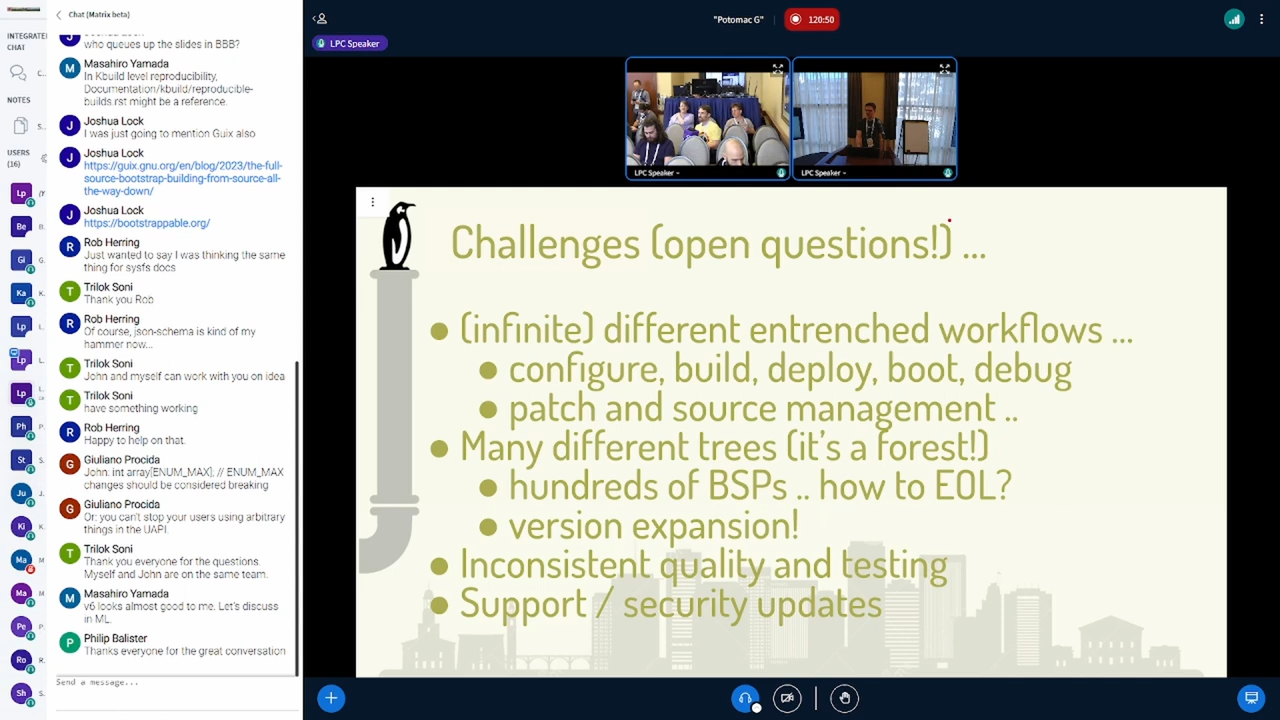 Chat [Matrix beta]
INTEGRATE
CHAT
C...
NOTES
S...
USERS
(16)
who queues up the slides in BBB?
Masahiro Yamada
In Kbuild level reproducibility,
Documentation/kbuild/reproducible-
builds.rst might be a reference.
Joshua Lock
I was just going to mention Guix also
Joshua Lock
https://guix.gnu.org/en/blog/2023/the-full-
source-bootstrap-building-from-source-all-
the-way-down/
Joshua Lock
https://bootstrappable.org/
Rob Herring
Just wanted to say I was thinking the same
thing for sysfs docs
Trilok Soni
Thank you Rob
Rob Herring
Of course, json-schema is kind of my
hammer now...
Trilok Soni
John and myself can work with you on idea
Trilok Soni
have something working
Rob Herring
Happy to help on that.
Giuliano Procida
John: int array[ENUM_MAX]; // ENUM_MAX
changes should be considered breaking
Giuliano Procida
Or: you can't stop your users using arbitrary
things in the UAPI.
Trilok Soni
Thank you everyone for the questions.
Myself and John are on the same team.
Masahiro Yamada
v6 looks almost good to me. Let's discuss
in ML.
Philip Balister
Thanks everyone for the great conversation
Send a message...
"Potomac G"
120:50
LPC Speaker
LPC Speaker
LPC Speaker
Challenges (open questions!) ...
(infinite) different entrenched workflows ...
configure, build, deploy, boot, debug
patch and source management ..
Many different trees (it's a forest!)
hundreds of BSPs .. how to EOL?
version expansion!
Inconsistent quality and testing
Support / security updates